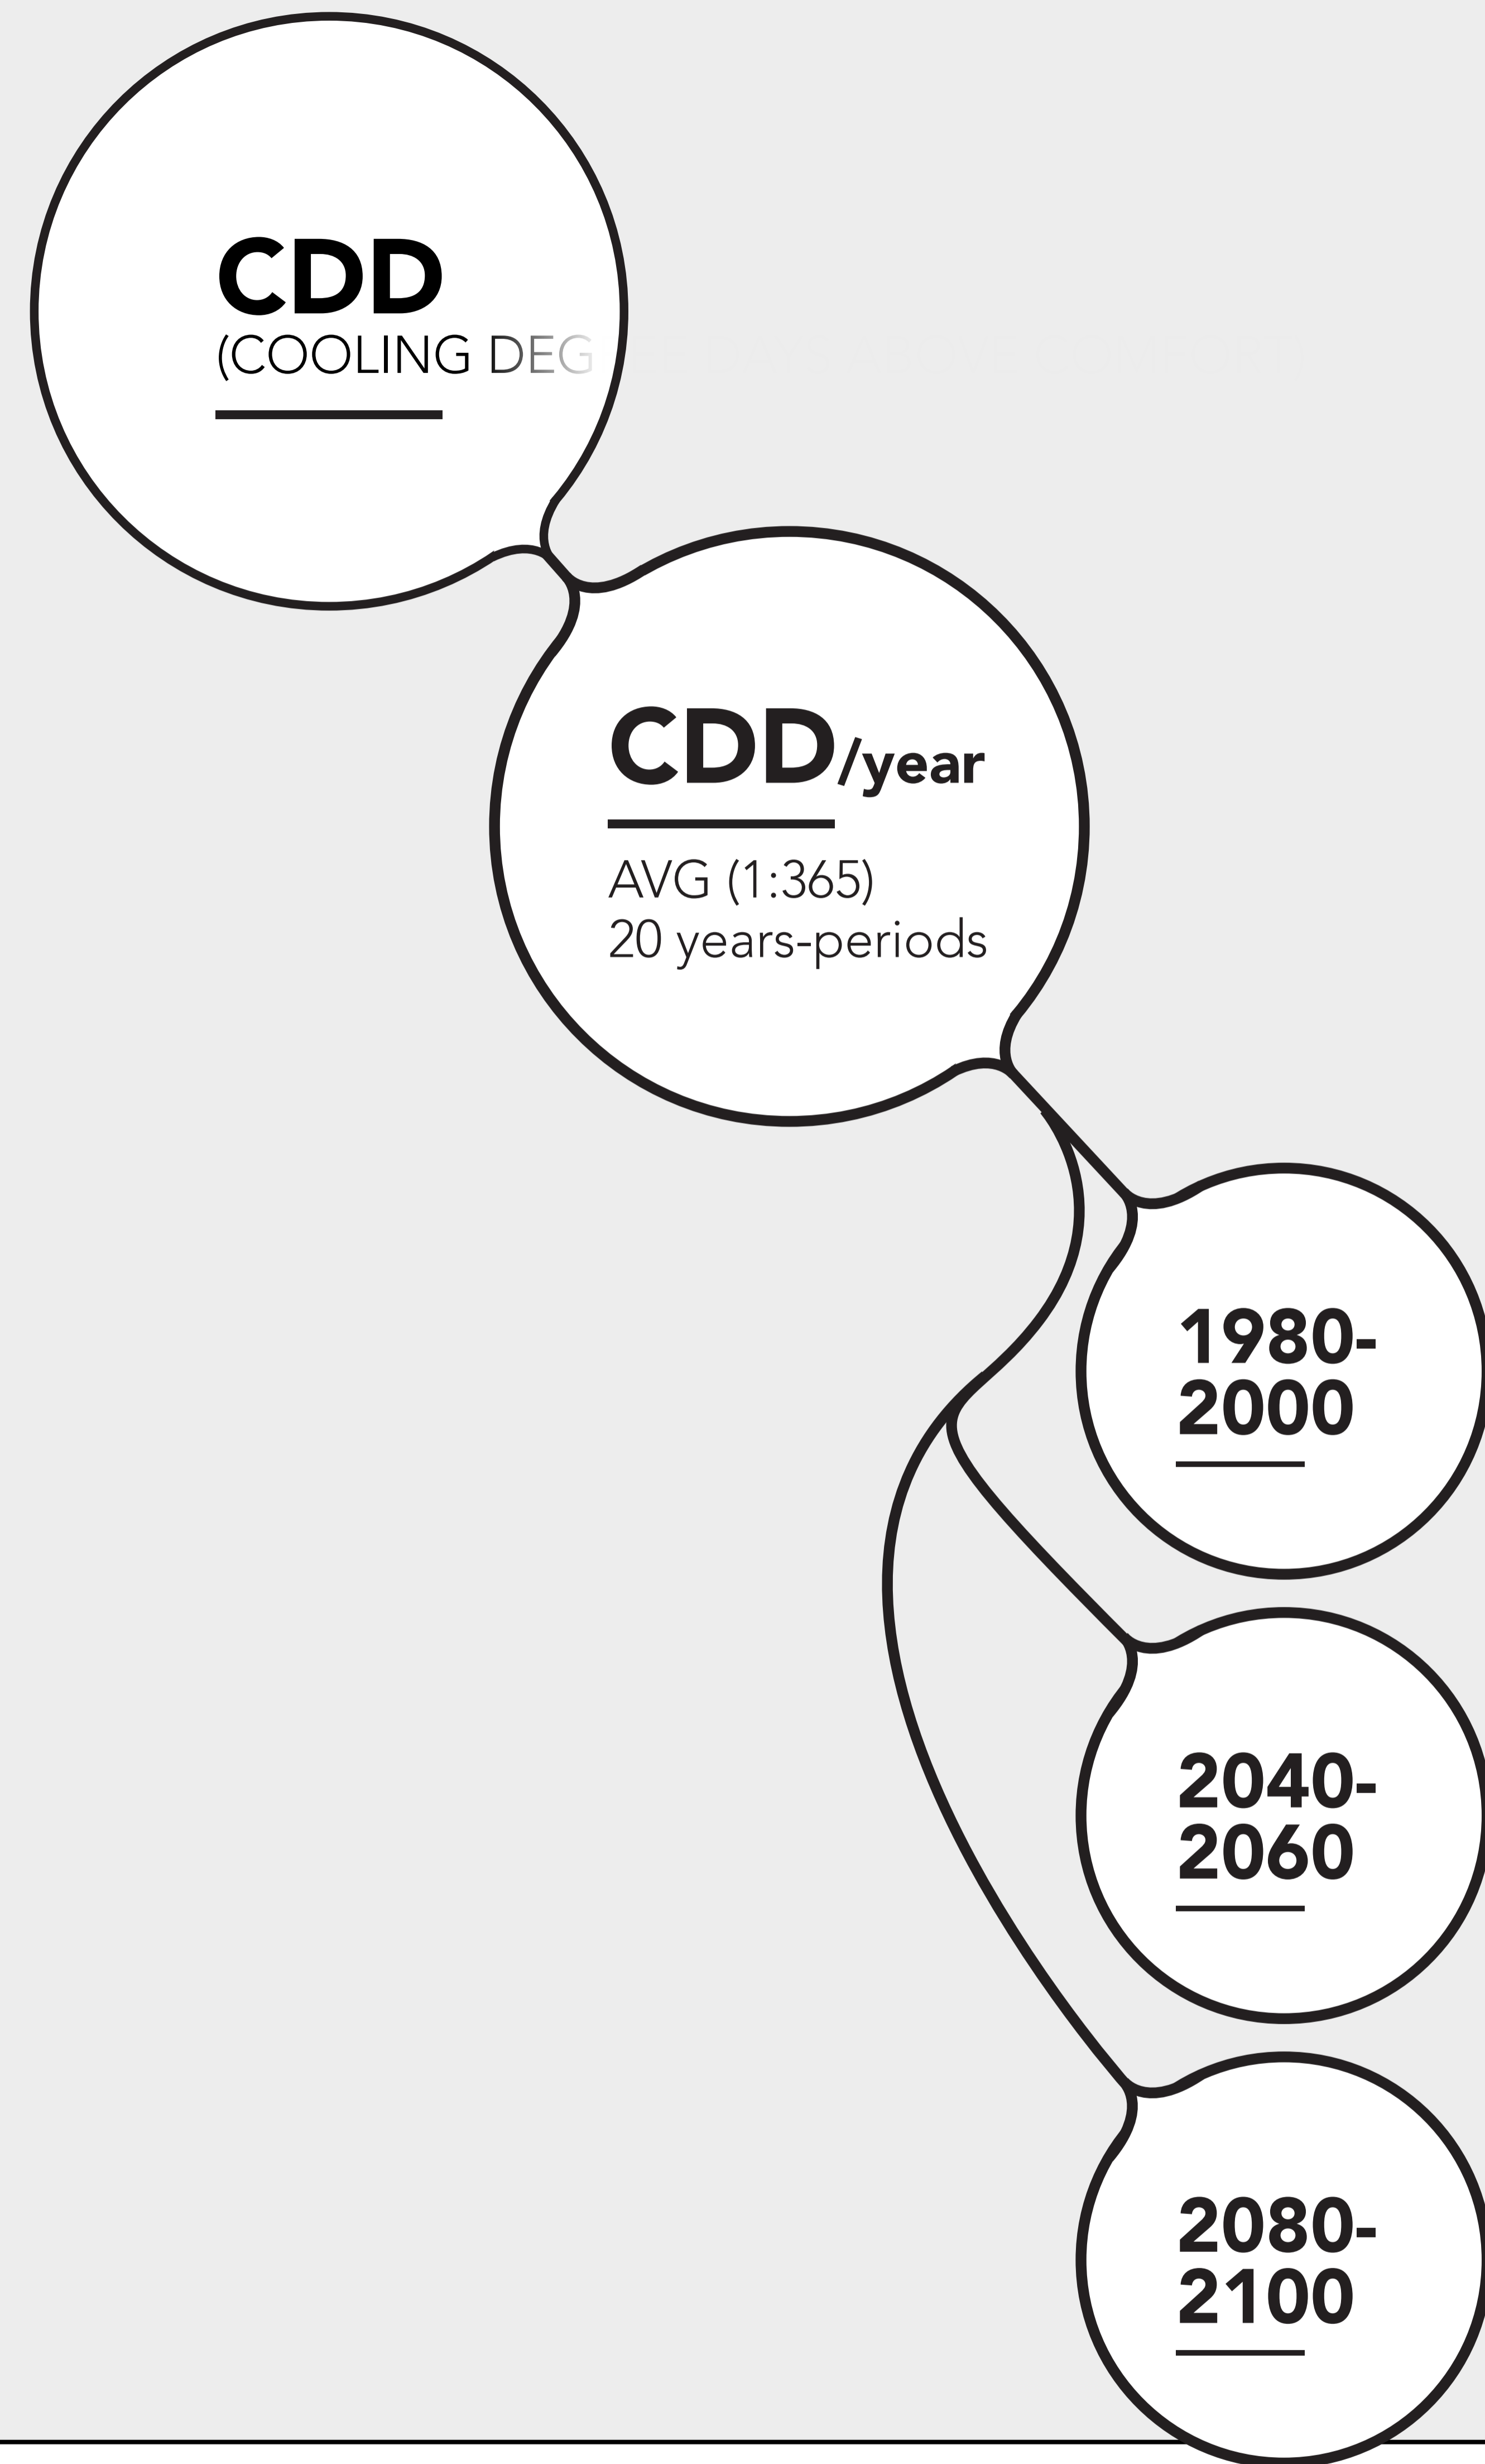 CDD
(COOLING DEG
CDD/year
AVG (1:365)
20 years-periods
1980-
2000
2040-
2060
2080-
2100